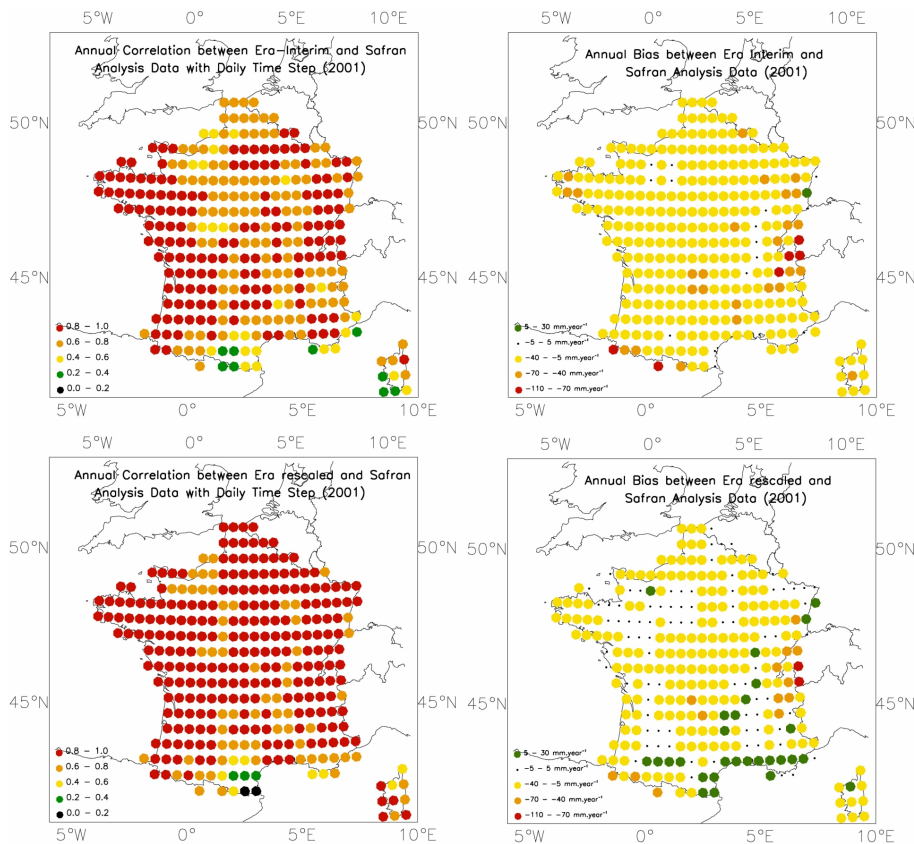 5°W 0° 5°E 10°E
Annual Correlation between Era-Interim and Safran
Analysis Data with Daily Time Step (2001)
50°N
45°N
0.8 - 1.0
0.6 - 0.8
0.4 - 0.6
0.2 - 0.4
0.0 - 0.2
5°W 0° 5°E 10°E
5°W 0° 5°E 10°E
Annual Bias between Era Interim and
Safran Analysis Data (2001)
50°N
45°N
5 - 30 mm.year⁻¹
-5 - 5 mm.year⁻¹
-40 - -5 mm.year⁻¹
-70 - -40 mm.year⁻¹
-110 - -70 mm.year⁻¹
5°W 0° 5°E 10°E
5°W 0° 5°E 10°E
Annual Correlation between Era rescaled and Safran
Analysis Data with Daily Time Step (2001)
50°N
45°N
0.8 - 1.0
0.6 - 0.8
0.4 - 0.6
0.2 - 0.4
0.0 - 0.2
5°W 0° 5°E 10°E
5°W 0° 5°E 10°E
Annual Bias between Era rescaled and
Safran Analysis Data (2001)
50°N
45°N
5 - 30 mm.year⁻¹
-5 - 5 mm.year⁻¹
-40 - -5 mm.year⁻¹
-70 - -40 mm.year⁻¹
-110 - -70 mm.year⁻¹
5°W 0° 5°E 10°E